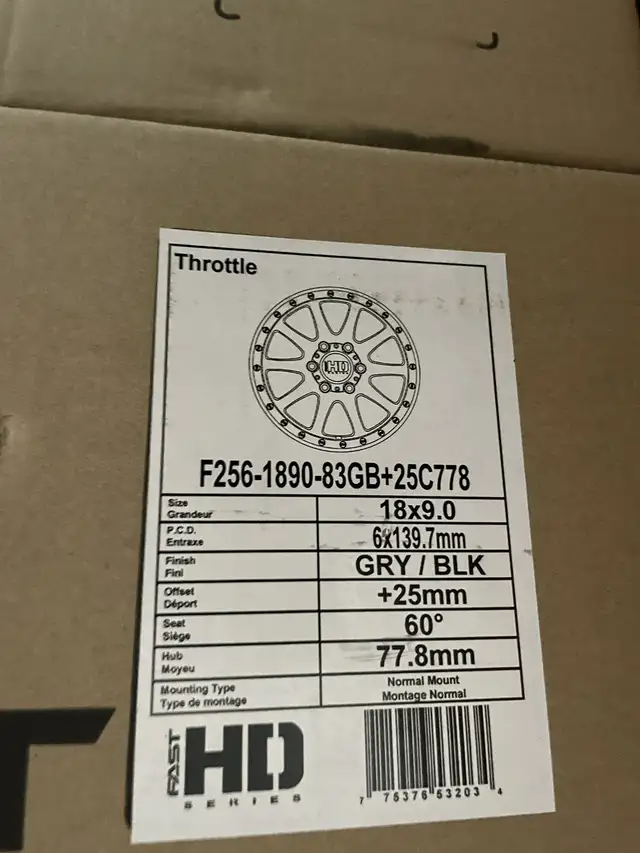 Throttle
HD
F256-1890-83GB+25C778
Size
Grandeur
18x9.0
P.C.D.
Entraxe
6x139.7mm
Finish
Fini
GRY / BLK
Offset
Déport
+25mm
Seat
Siège
60°
Hub
Moyeu
77.8mm
Mounting Type
Type de montage
Normal Mount
Montage Normal
FAST
HD
SERIES
7 75376 53203 4
T